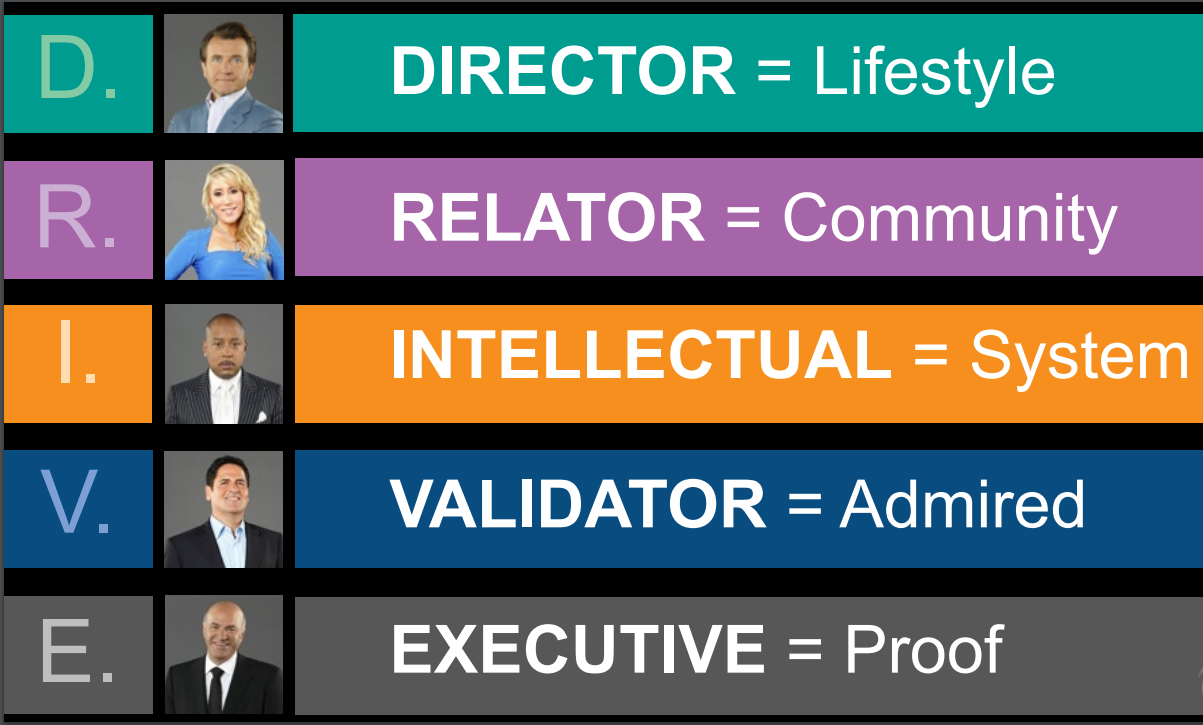 D. DIRECTOR = Lifestyle
R. RELATOR = Community
I. INTELLECTUAL = System
V. VALIDATOR = Admired
E. EXECUTIVE = Proof